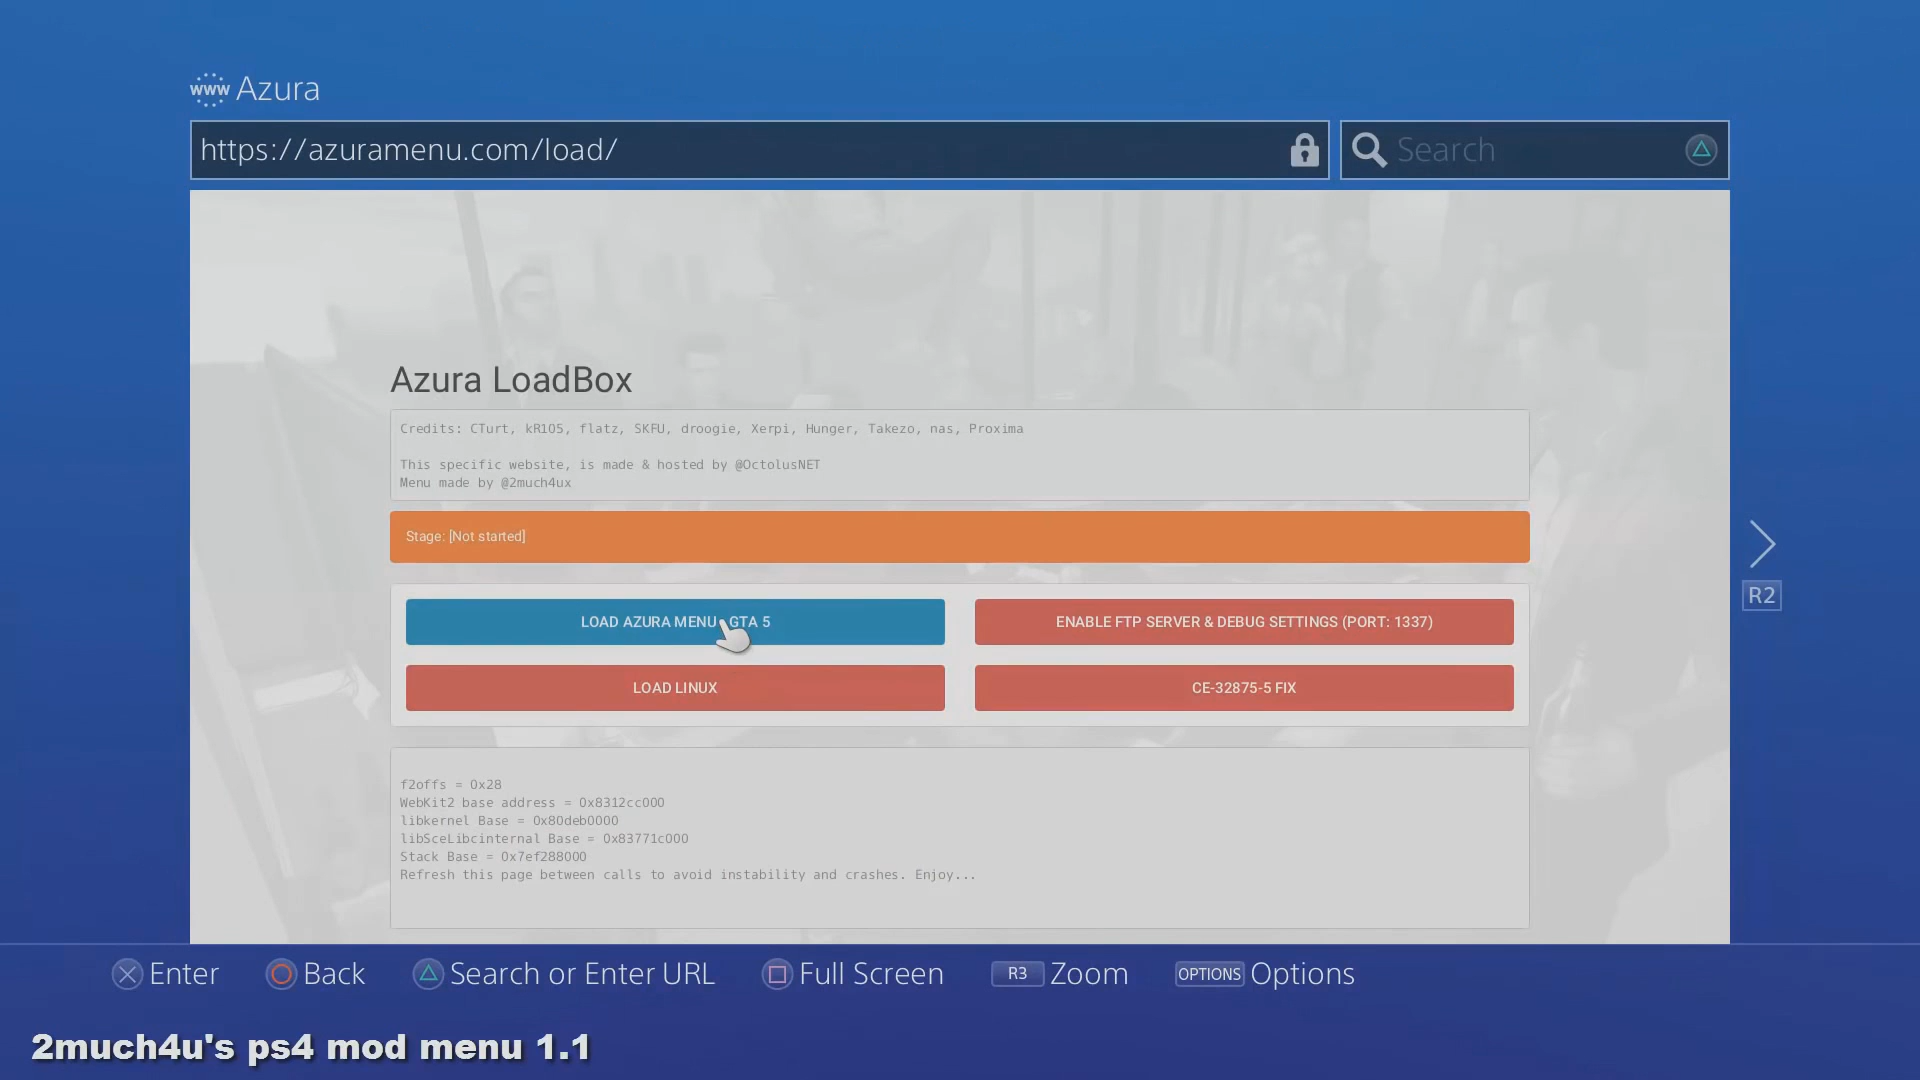 www Azura
https://azuramenu.com/load/
Search
Azura LoadBox
Credits: CTurt, kR105, flatz, SKFU, droogie, Xerpi, Hunger, Takezo, nas, Proxima
This specific website, is made & hosted by @OctolusNET
Menu made by @2much4ux
Stage: [Not started]
LOAD AZURA MENU GTA 5
ENABLE FTP SERVER & DEBUG SETTINGS (PORT: 1337)
LOAD LINUX
CE-32875-5 FIX
R2
f2offs = 0x28
WebKit2 base address = 0x8312cc000
libkernel Base = 0x80deb0000
libSceLibcinternal Base = 0x83771c000
Stack Base = 0x7ef288000
Refresh this page between calls to avoid instability and crashes. Enjoy...
Enter
Back
Search or Enter URL
Full Screen
R3 Zoom
OPTIONS Options
2much4u's ps4 mod menu 1.1